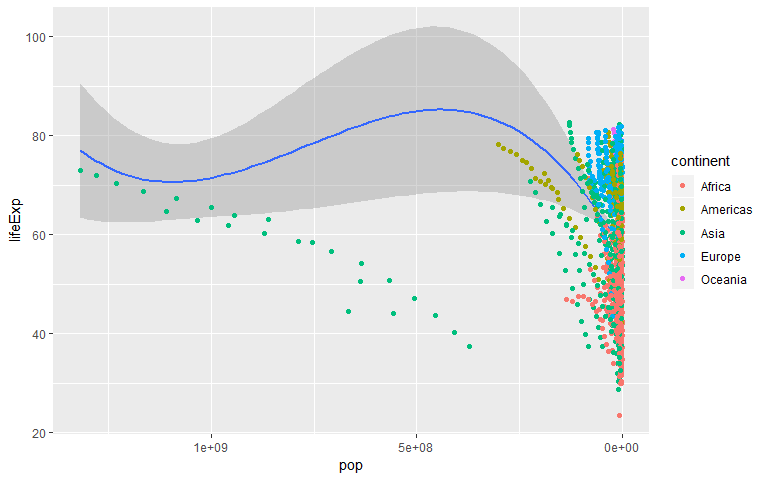 100
80
60
40
20
lifeExp
1e+09
5e+08
0e+00
pop
continent
Africa
Americas
Asia
Europe
Oceania